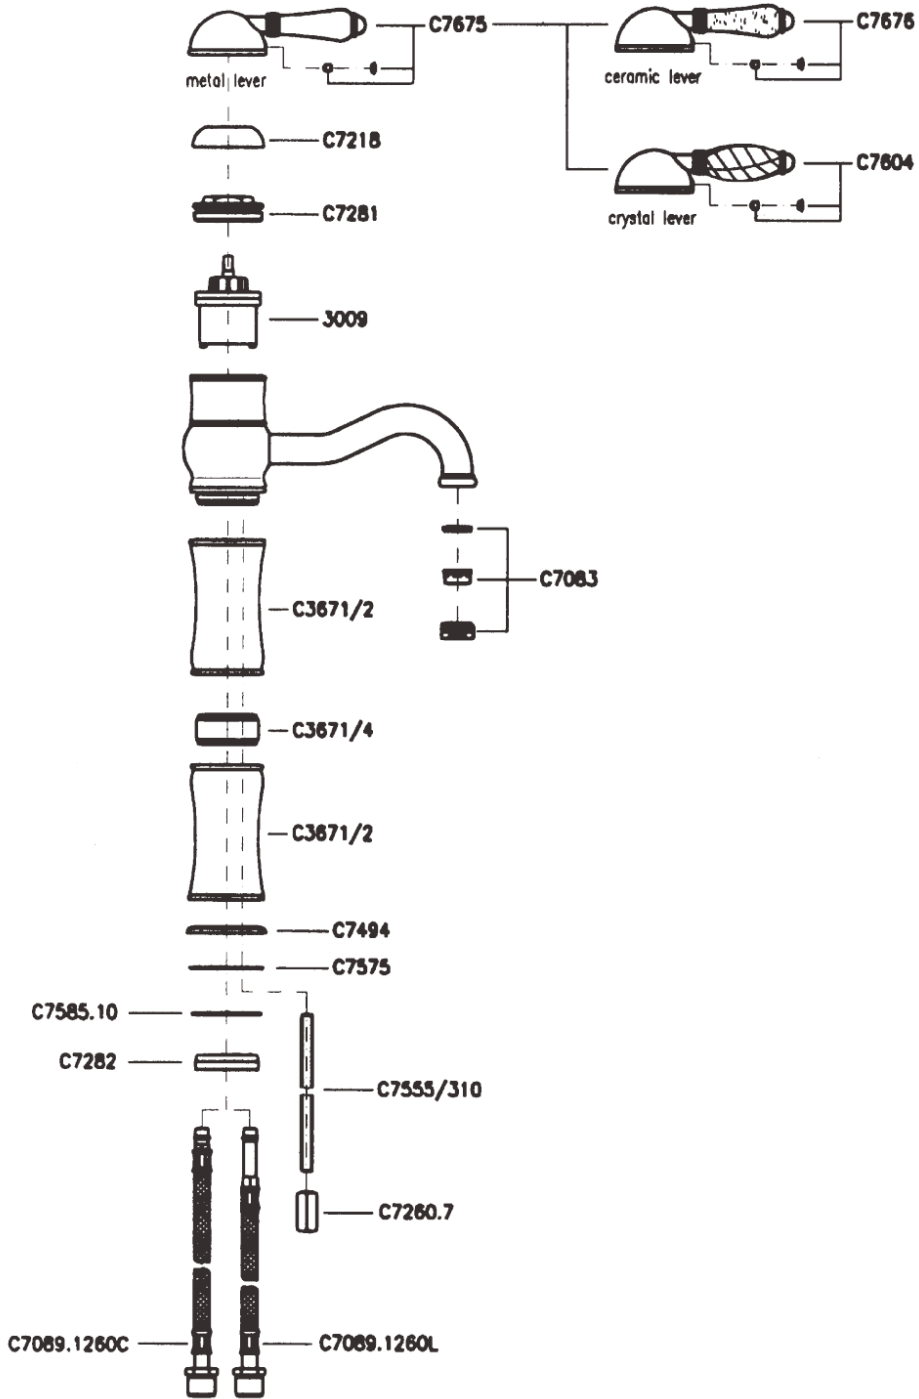 C7675
C7676
metal lever
ceramic lever
C7218
C7604
C7281
crystal lever
3009
C7083
C3671/2
C3671/4
C3671/2
C7494
C7575
C7585.10
C7282
C7555/310
C7260.7
C7089.1260C
C7089.1260L